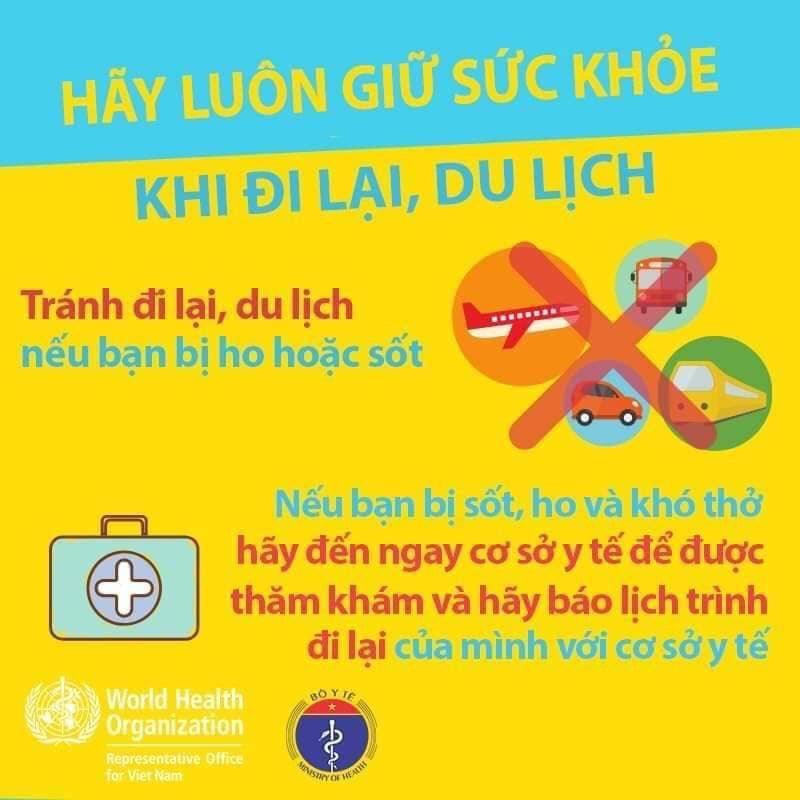 HÃY LUÔN GIỮ SỨC KHỎE
KHI ĐI LẠI, DU LỊCH
Tránh đi lại, du lịch
nếu bạn bị ho hoặc sốt
Nếu bạn bị sốt, ho và khó thở
hãy đến ngay cơ sở y tế để được
thăm khám và hãy báo lịch trình
đi lại của mình với cơ sở y tế
World Health
Organization
Representative Office
for Viet Nam
BỘ Y TẾ
MINISTRY OF HEALTH